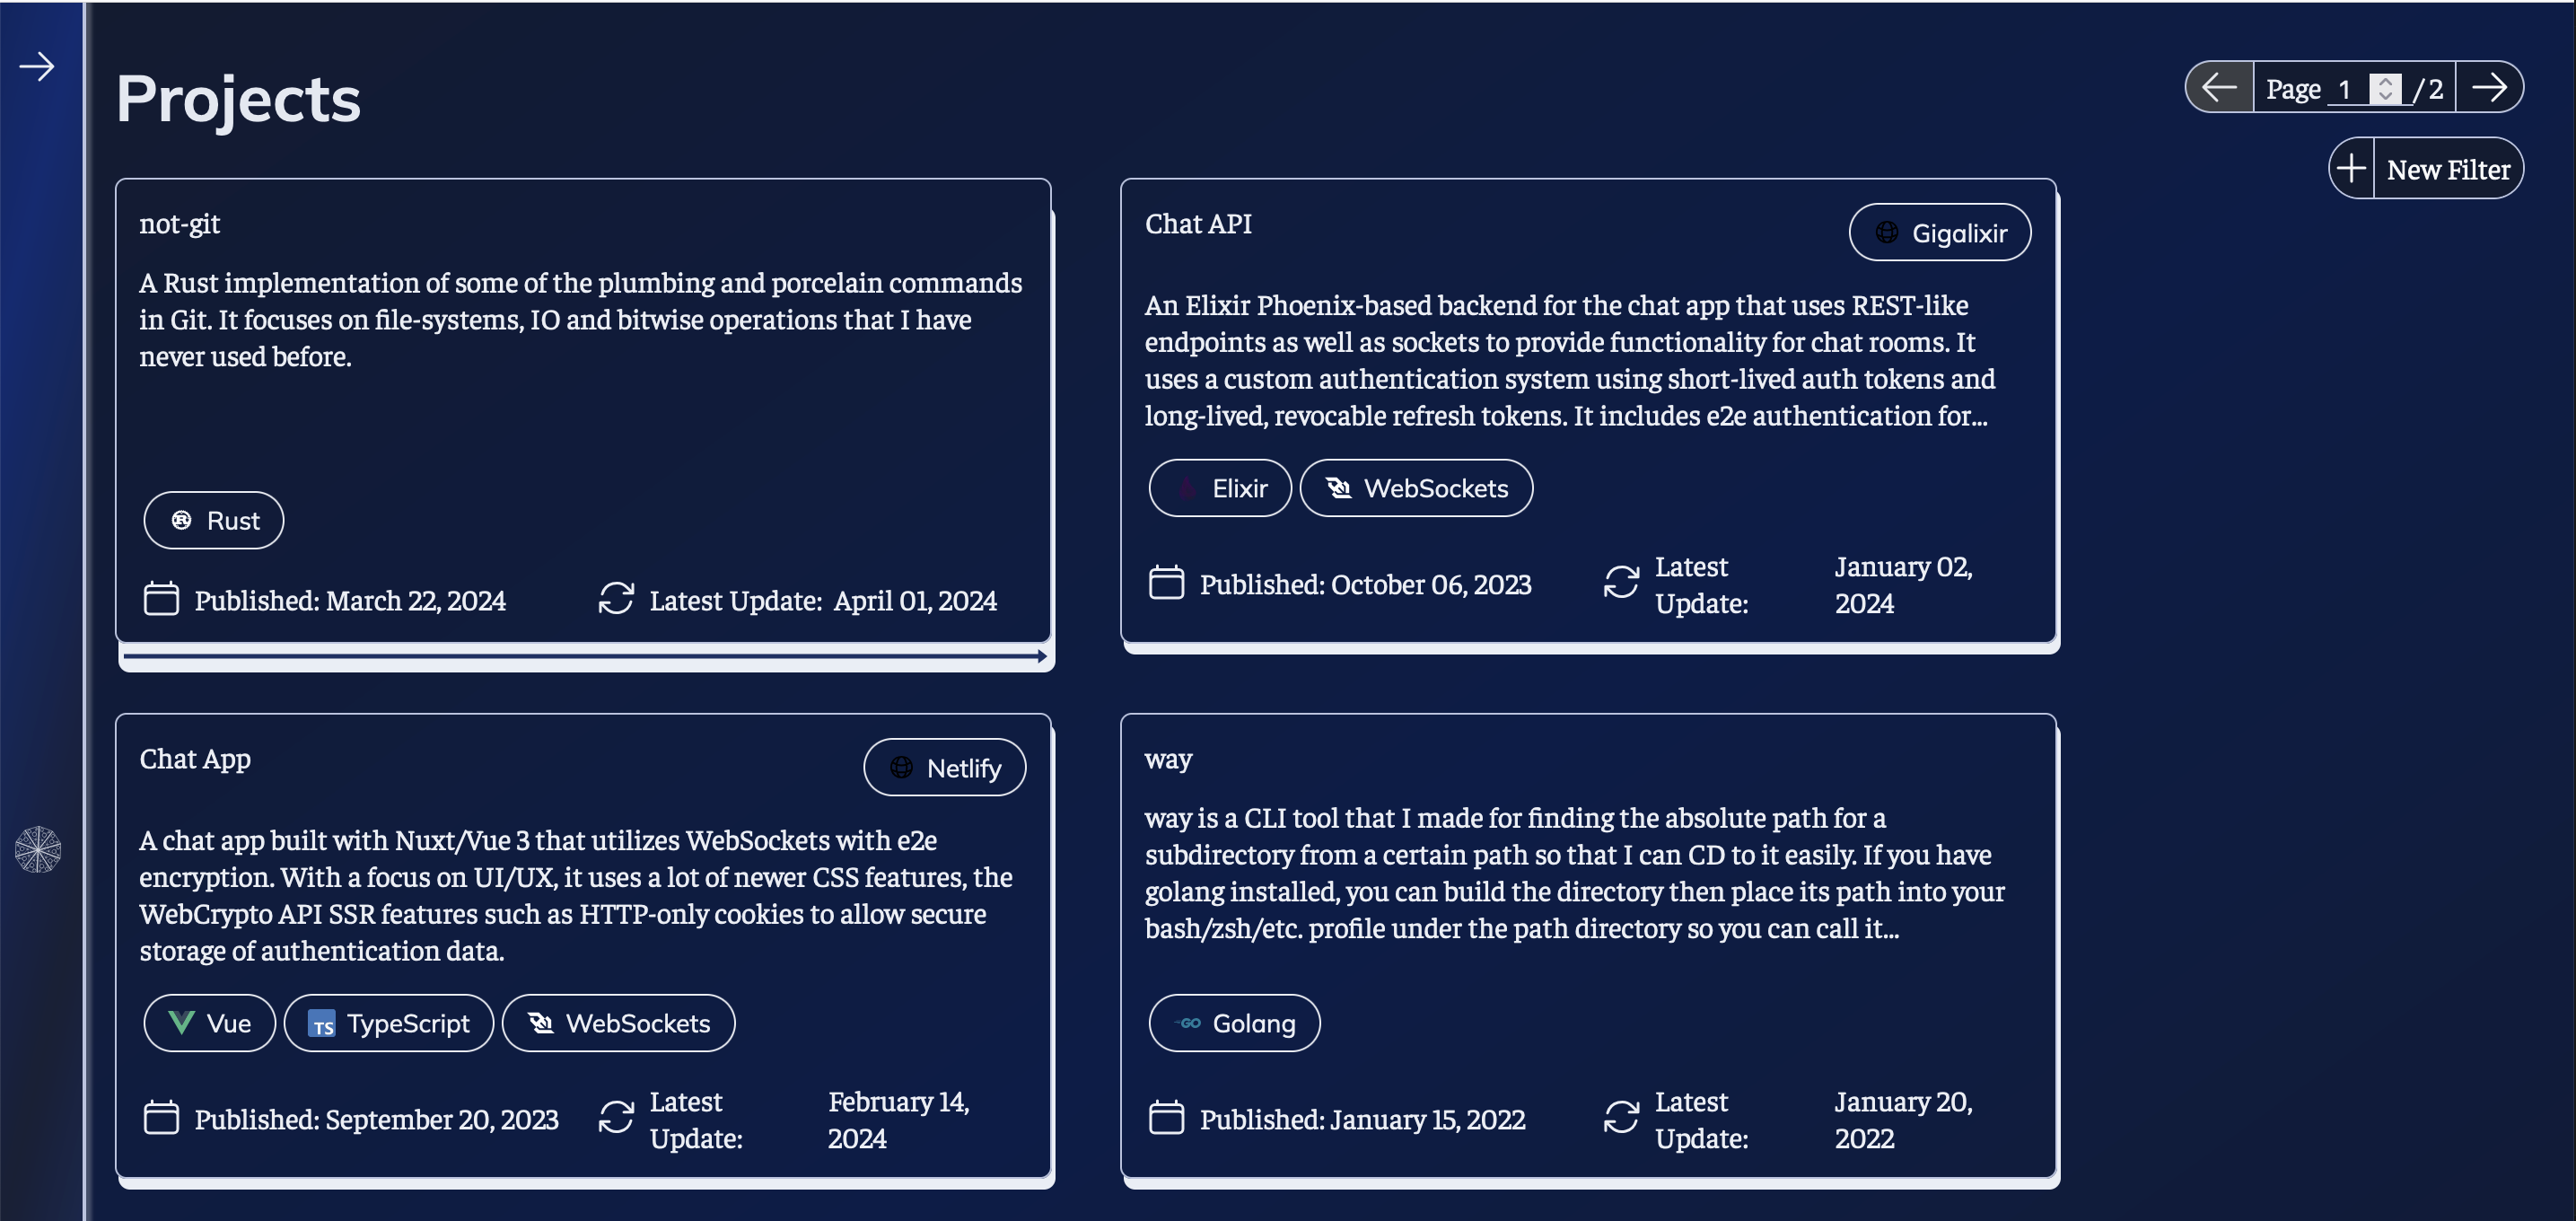 Projects
Page 1 / 2
New Filter
not-git
A Rust implementation of some of the plumbing and porcelain commands
in Git. It focuses on file-systems, IO and bitwise operations that I have
never used before.
Rust
Published: March 22, 2024
Latest Update: April 01, 2024
Chat API
Gigalixir
An Elixir Phoenix-based backend for the chat app that uses REST-like
endpoints as well as sockets to provide functionality for chat rooms. It
uses a custom authentication system using short-lived auth tokens and
long-lived, revocable refresh tokens. It includes e2e authentication for...
Elixir
WebSockets
Published: October 06, 2023
Latest
Update:
January 02,
2024
Chat App
Netlify
A chat app built with Nuxt/Vue 3 that utilizes WebSockets with e2e
encryption. With a focus on UI/UX, it uses a lot of newer CSS features, the
WebCrypto API SSR features such as HTTP-only cookies to allow secure
storage of authentication data.
Vue
TS
TypeScript
WebSockets
Published: September 20, 2023
Latest
Update:
February 14,
2024
way
way is a CLI tool that I made for finding the absolute path for a
subdirectory from a certain path so that I can CD to it easily. If you have
golang installed, you can build the directory then place its path into your
bash/zsh/etc. profile under the path directory so you can call it...
GO
Golang
Published: January 15, 2022
Latest
Update:
January 20,
2022